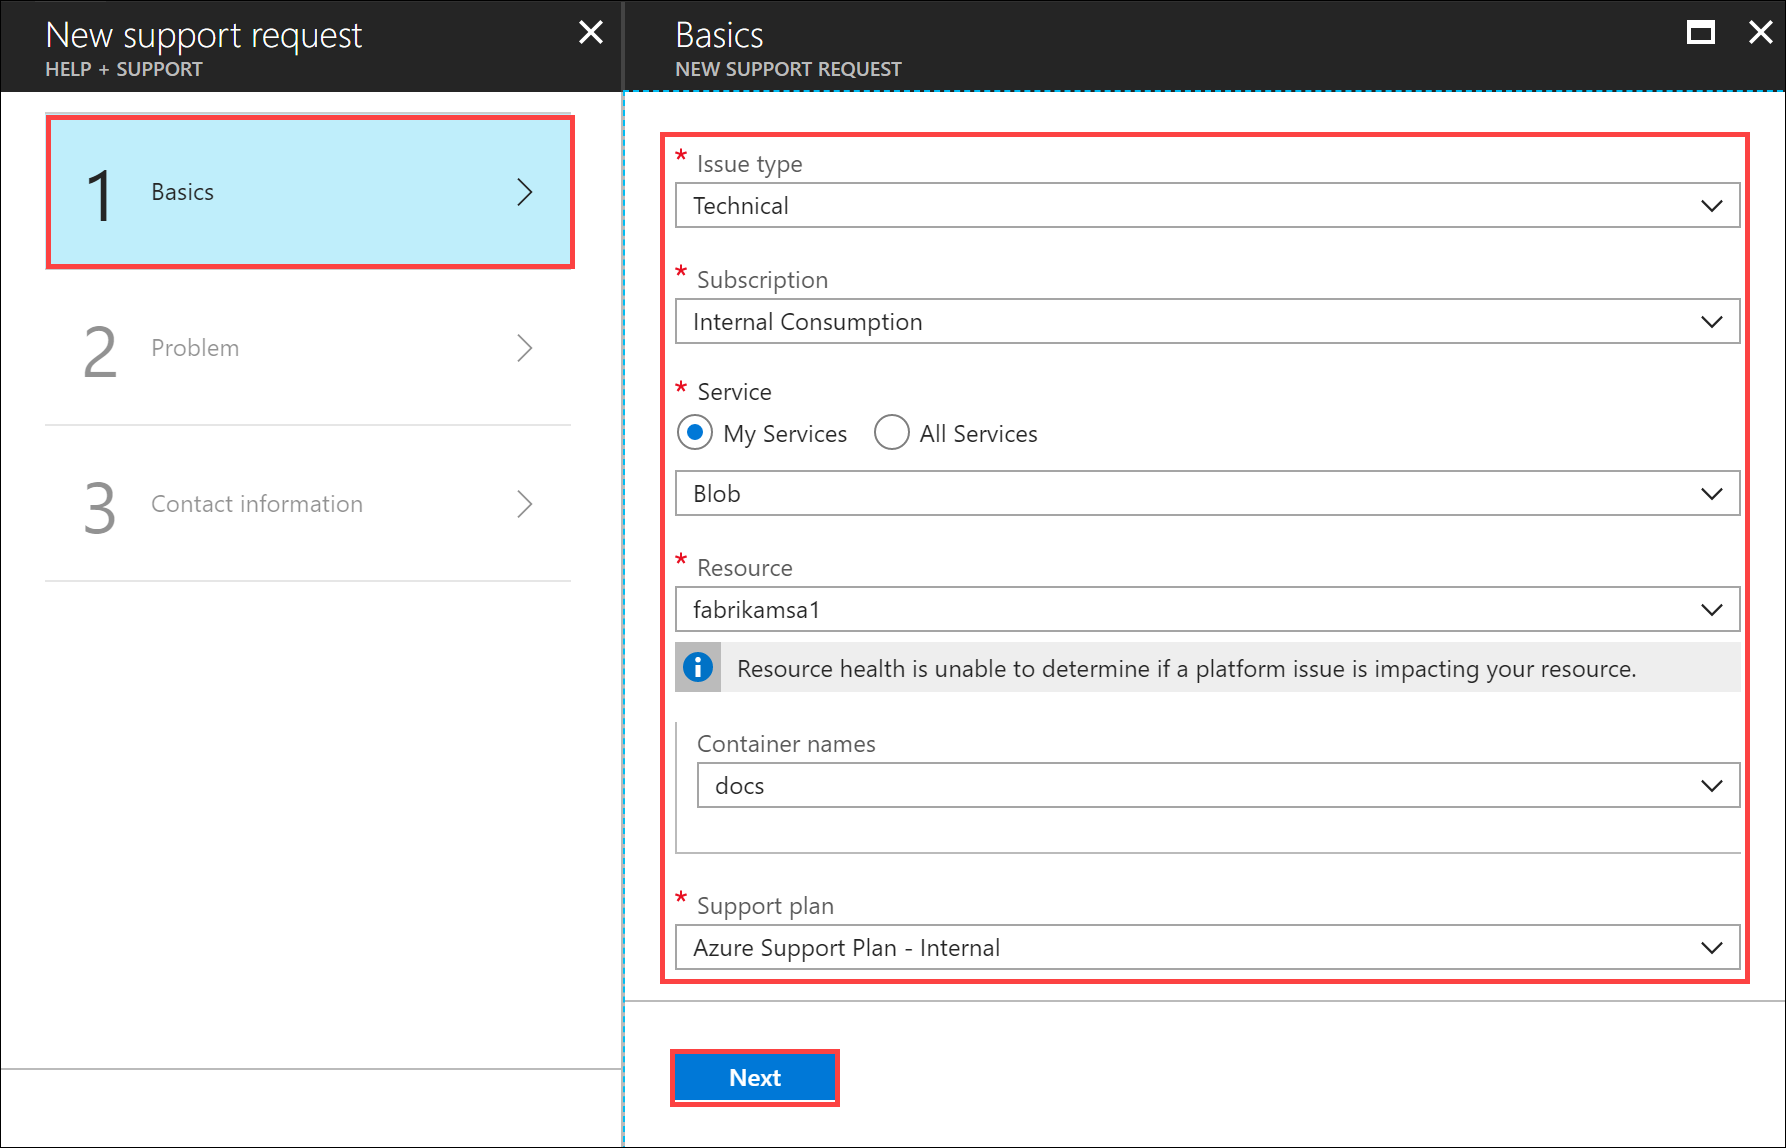 New support request
HELP + SUPPORT
1 Basics
2 Problem
3 Contact information
Basics
NEW SUPPORT REQUEST
* Issue type
Technical
* Subscription
Internal Consumption
* Service
My Services All Services
Blob
* Resource
fabrikamsa1
Resource health is unable to determine if a platform issue is impacting your resource.
Container names
docs
* Support plan
Azure Support Plan - Internal
Next